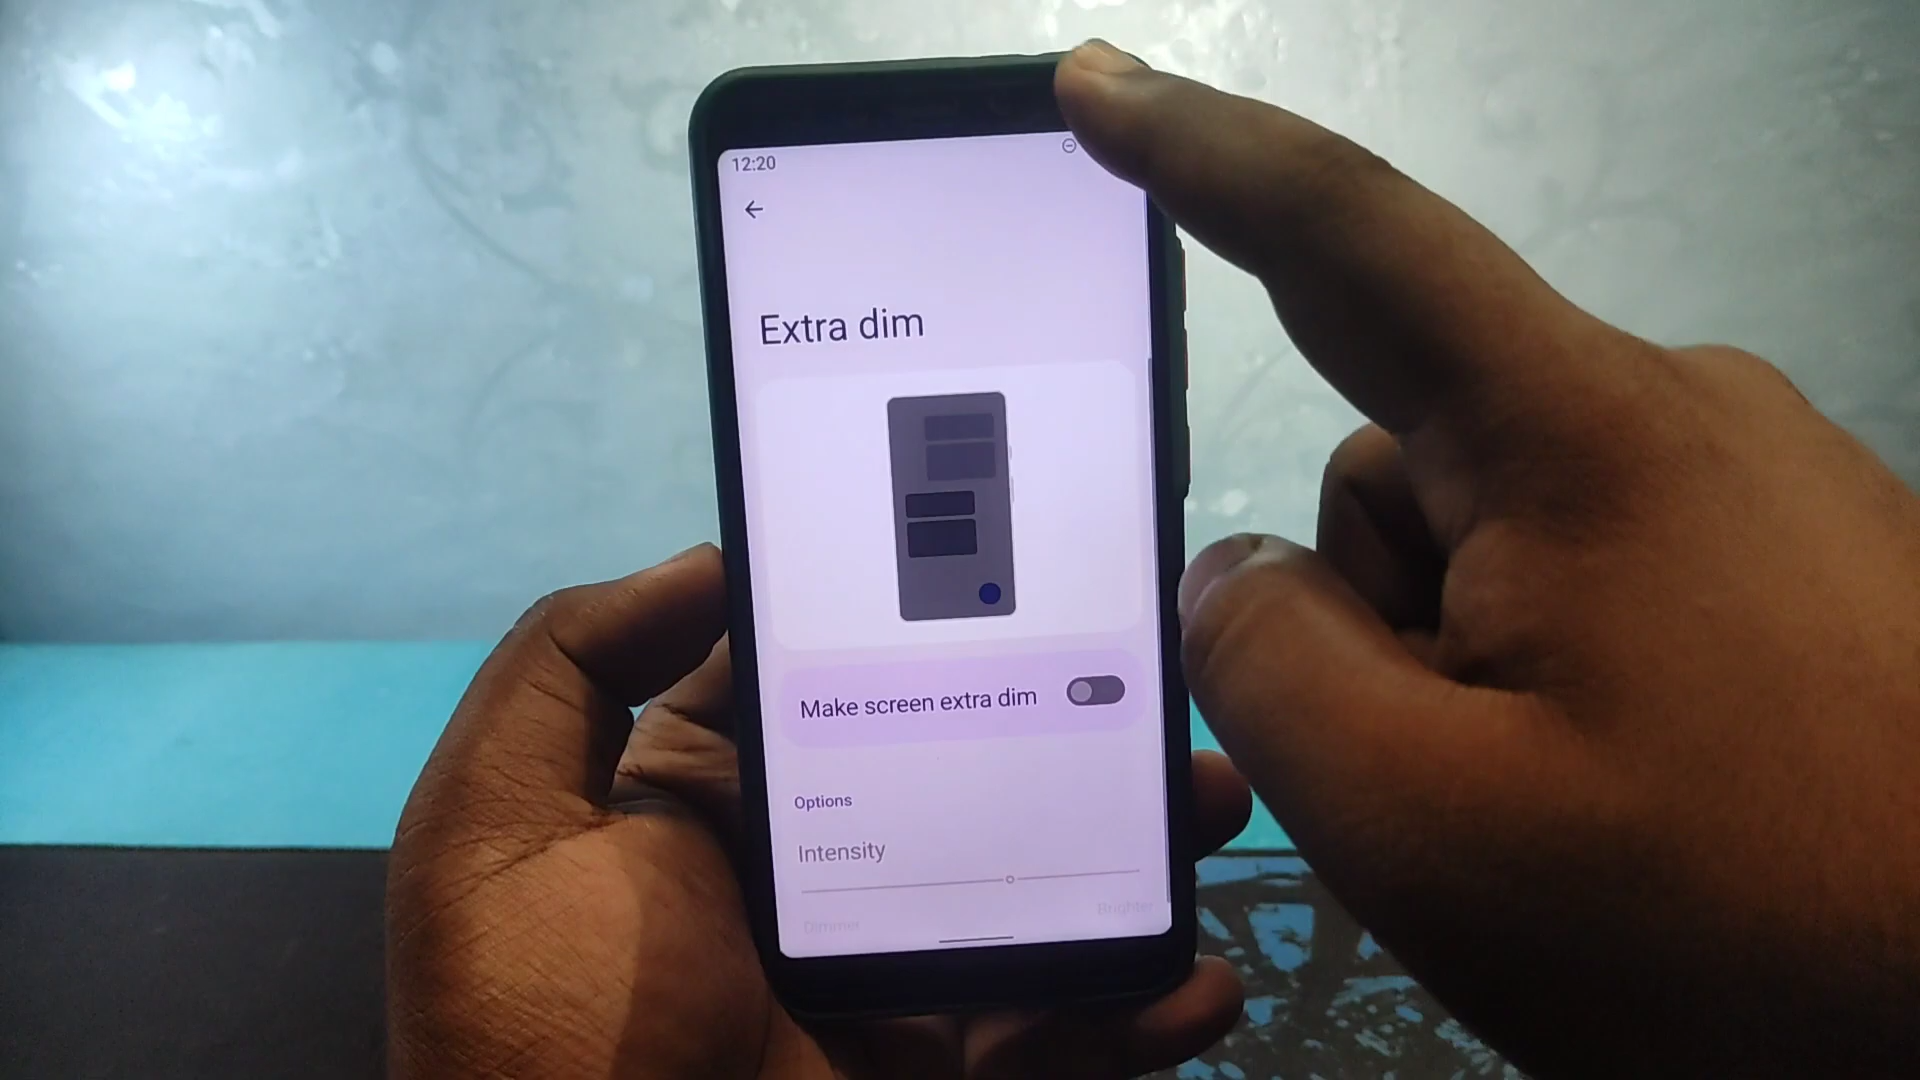 12:20
Extra dim
Make screen extra dim
Options
Intensity
Dimmer
Brighter